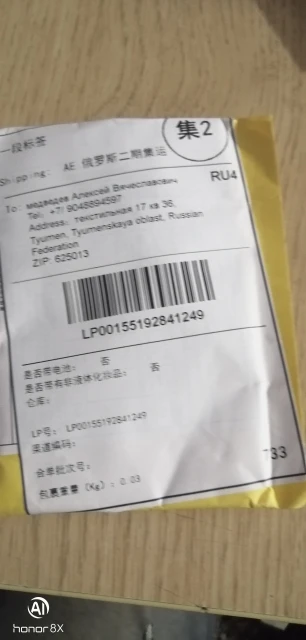 一段标签
集2
Shipping: AE 俄罗斯二期集运
RU4
To: медведев Алексей Вячеславович
Tel: +7/ 9048894597
Address: текстильная 17 кв 36,
Tyumen, Tyumenskaya oblast, Russian
Federation
ZIP: 625013
LP00155192841249
是否带电池: 否
是否带有非液体化妆品: 否
仓库:
LP号: LP00155192841249
渠道编码:
合单批次号:
733
包裹重量 (Kg): 0.03
AI
honor 8X